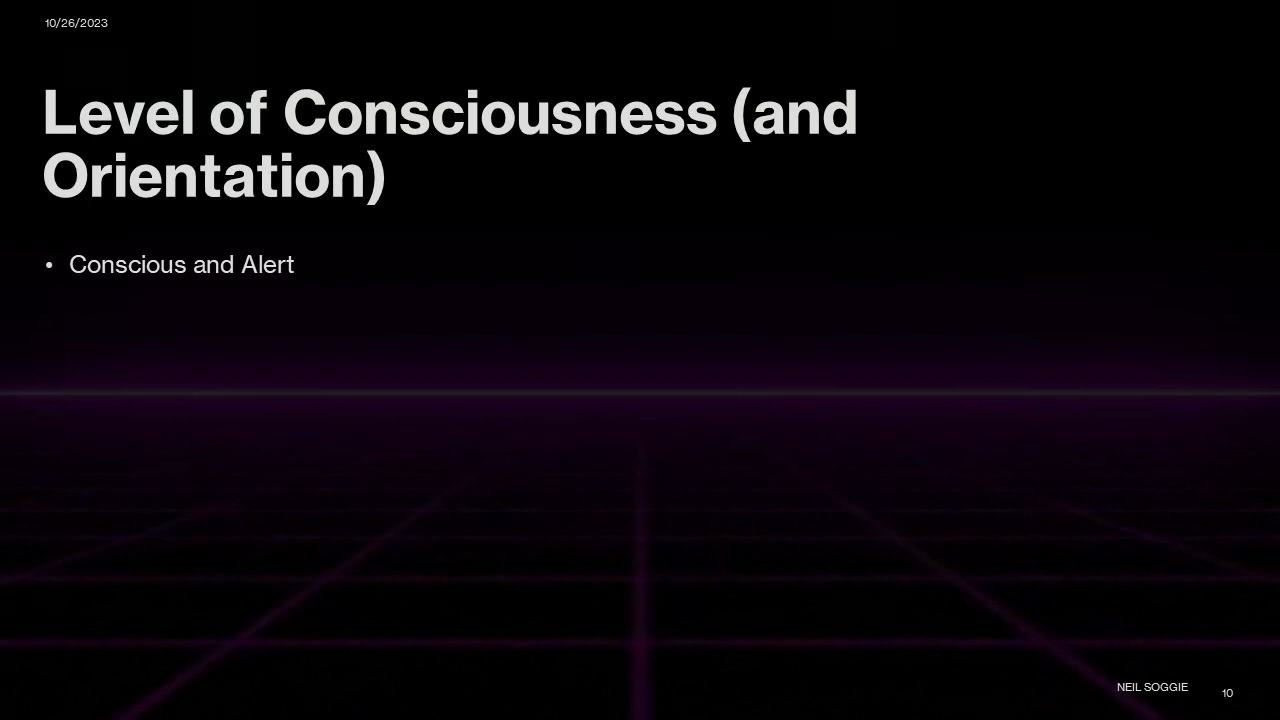 10/26/2023
Level of Consciousness (and
Orientation)
• Conscious and Alert
NEIL SOGGIE
10